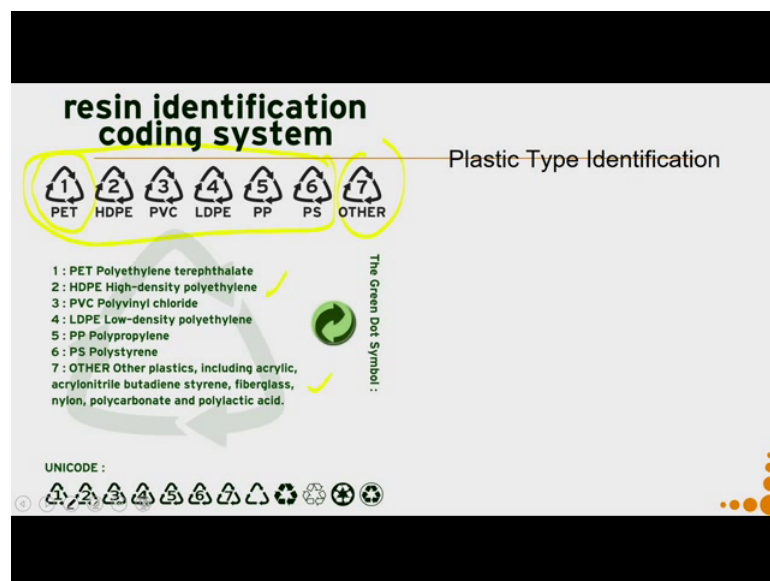 resin identification
coding system
Plastic Type Identification
1 2 3 4 5 6 7
PET HDPE PVC LDPE PP PS OTHER
1 : PET Polyethylene terephthalate
2 : HDPE High-density polyethylene
3 : PVC Polyvinyl chloride
4 : LDPE Low-density polyethylene
5 : PP Polypropylene
6 : PS Polystyrene
7 : OTHER Other plastics, including acrylic,
acrylonitrile butadiene styrene, fiberglass,
nylon, polycarbonate and polylactic acid.
The Green Dot Symbol :
UNICODE :
1 2 3 4 5 6 7